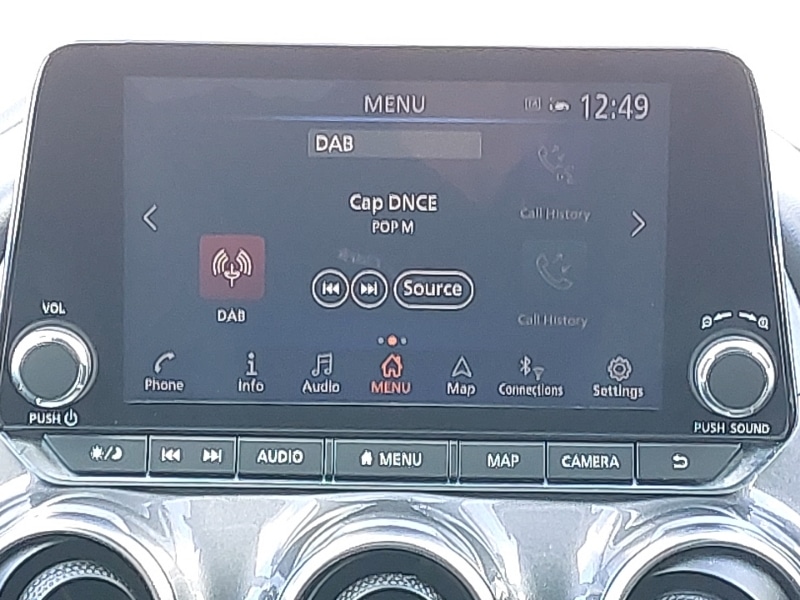 MENU 12:49
DAB
Cap DNCE
POP M
Call History
Source
DAB
Call History
Phone Info Audio MENU Map Connections Settings
VOL
PUSH
PUSH SOUND
AUDIO MENU MAP CAMERA